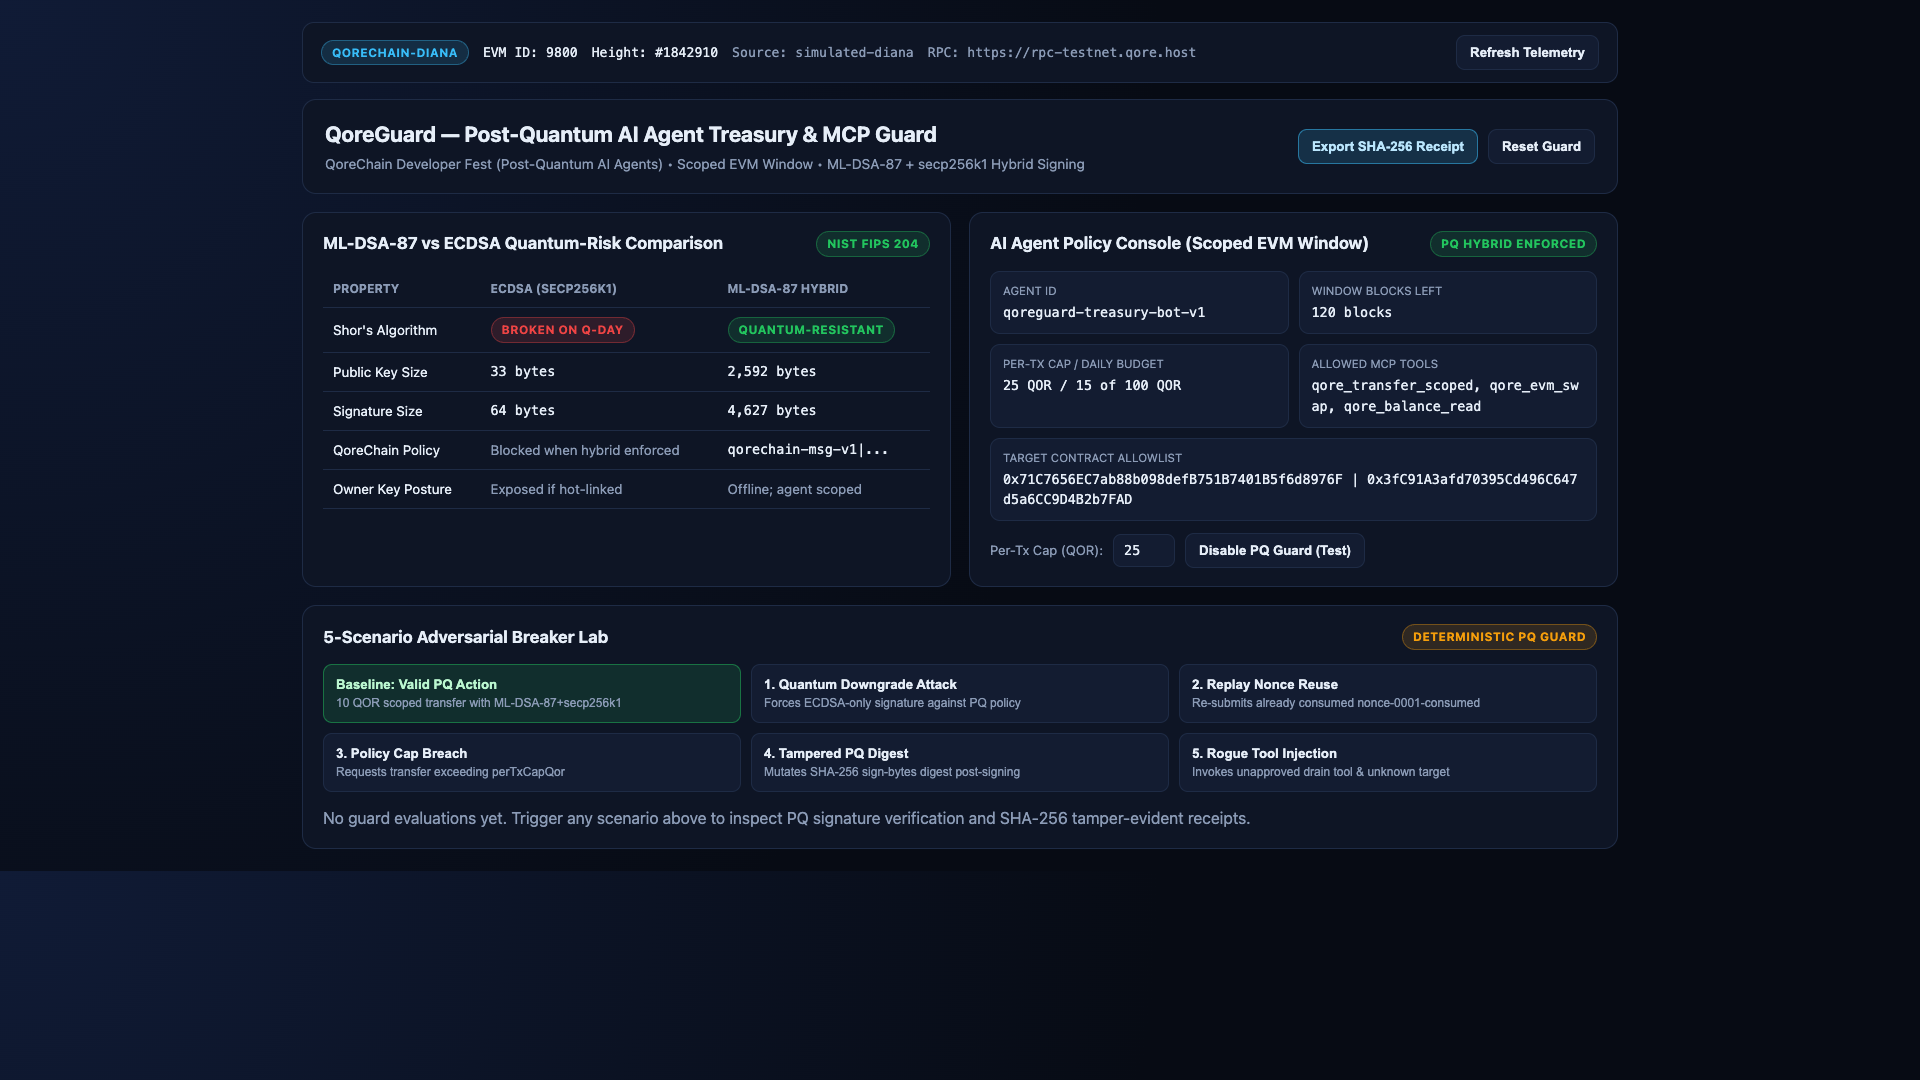 QORECHAIN-DIANA EVM ID: 9800 Height: #1842910 Source: simulated-diana RPC: https://rpc-testnet.qore.host Refresh Telemetry
QoreGuard — Post-Quantum AI Agent Treasury & MCP Guard
QoreChain Developer Fest (Post-Quantum AI Agents) • Scoped EVM Window • ML-DSA-87 + secp256k1 Hybrid Signing
Export SHA-256 Receipt Reset Guard
ML-DSA-87 vs ECDSA Quantum-Risk Comparison NIST FIPS 204
PROPERTY ECDSA (SECP256K1) ML-DSA-87 HYBRID
Shor's Algorithm BROKEN ON Q-DAY QUANTUM-RESISTANT
Public Key Size 33 bytes 2,592 bytes
Signature Size 64 bytes 4,627 bytes
QoreChain Policy Blocked when hybrid enforced qorechain-msg-v1|...
Owner Key Posture Exposed if hot-linked Offline; agent scoped
AI Agent Policy Console (Scoped EVM Window) PQ HYBRID ENFORCED
AGENT ID
qoreguard-treasury-bot-v1
WINDOW BLOCKS LEFT
120 blocks
PER-TX CAP / DAILY BUDGET
25 QOR / 15 of 100 QOR
ALLOWED MCP TOOLS
qore_transfer_scoped, qore_evm_sw
ap, qore_balance_read
TARGET CONTRACT ALLOWLIST
0x71C7656EC7ab88b098defB751B7401B5f6d8976F | 0x3fC91A3afd70395Cd496C647
d5a6CC9D4B2b7FAD
Per-Tx Cap (QOR): 25 Disable PQ Guard (Test)
5-Scenario Adversarial Breaker Lab DETERMINISTIC PQ GUARD
Baseline: Valid PQ Action
10 QOR scoped transfer with ML-DSA-87+secp256k1
1. Quantum Downgrade Attack
Forces ECDSA-only signature against PQ policy
2. Replay Nonce Reuse
Re-submits already consumed nonce-0001-consumed
3. Policy Cap Breach
Requests transfer exceeding perTxCapQor
4. Tampered PQ Digest
Mutates SHA-256 sign-bytes digest post-signing
5. Rogue Tool Injection
Invokes unapproved drain tool & unknown target
No guard evaluations yet. Trigger any scenario above to inspect PQ signature verification and SHA-256 tamper-evident receipts.